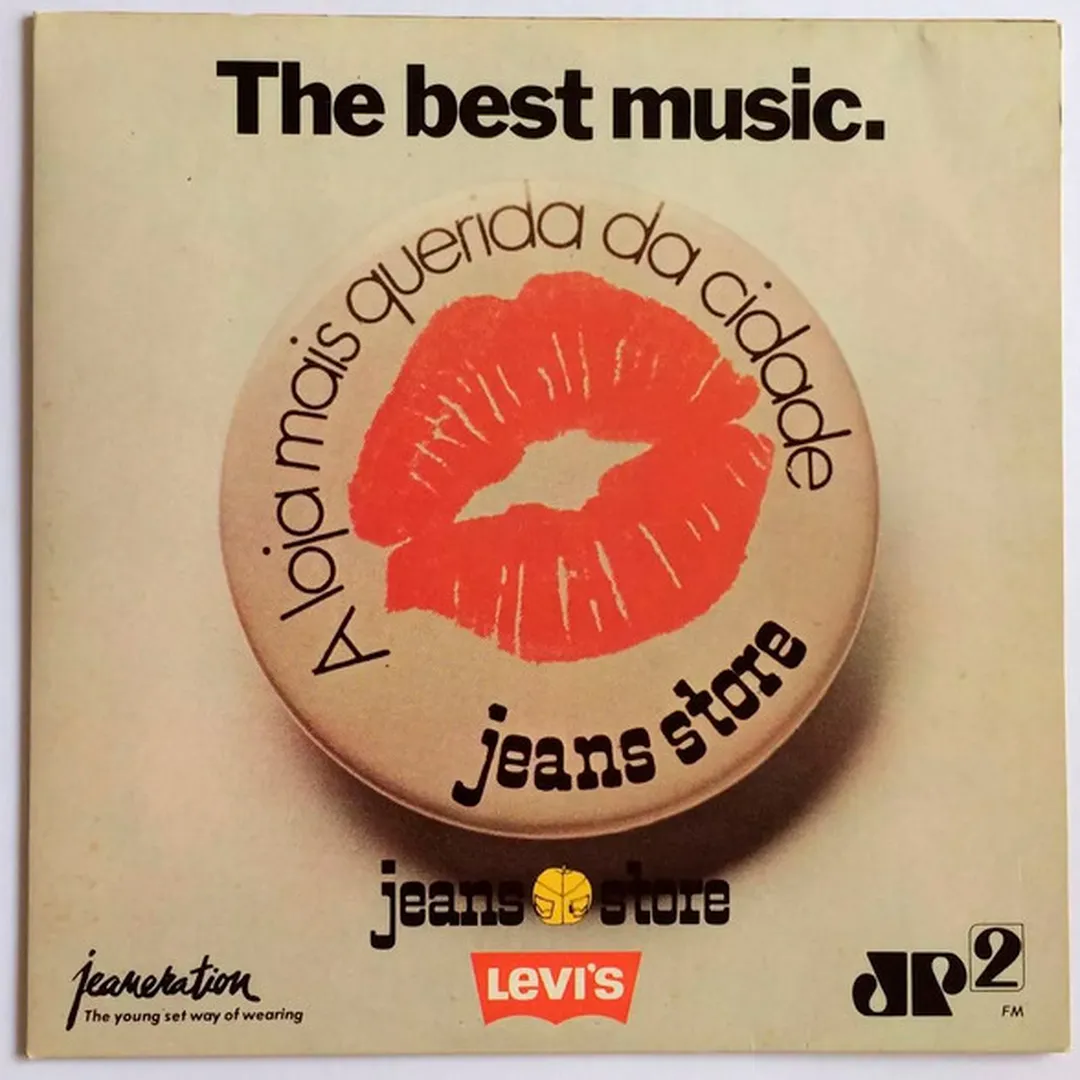 The best music.
A loja mais querida da cidade
jeans store
jeans store
jeaneration
The young set way of wearing
LEVI'S
JP2
FM